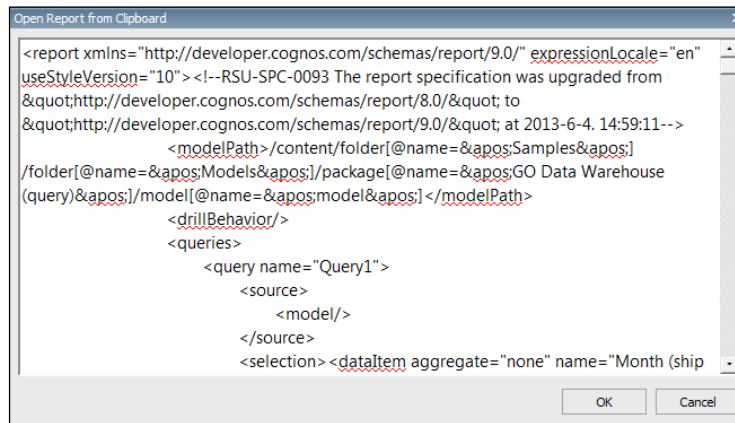 Open Report from Clipboard
<report xmlns="http://developer.cognos.com/schemas/report/9.0/" expressionLocale="en"
useStyleVersion="10"><!--RSU-SPC-0093 The report specification was upgraded from
&quot;http://developer.cognos.com/schemas/report/8.0/&quot; to
&quot;http://developer.cognos.com/schemas/report/9.0/&quot; at 2013-6-4. 14:59:11-->
<modelPath>/content/folder[@name=&apos;Samples&apos;]
/folder[@name=&apos;Models&apos;]/package[@name=&apos;GO Data Warehouse
(query)&apos;]/model[@name=&apos;model&apos;]</modelPath>
<drillBehavior/>
<queries>
<query name="Query1">
<source>
<model/>
</source>
<selection><dataItem aggregate="none" name="Month (ship
OK Cancel